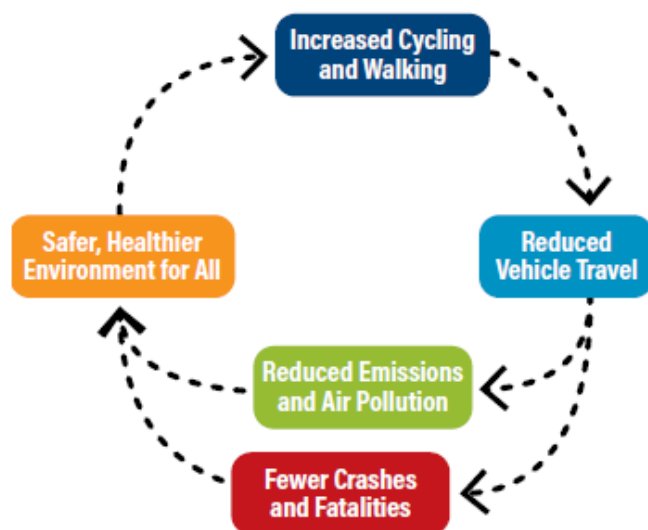 Increased Cycling
and Walking
Reduced
Vehicle Travel
Safer, Healthier
Environment for All
Reduced Emissions
and Air Pollution
Fewer Crashes
and Fatalities